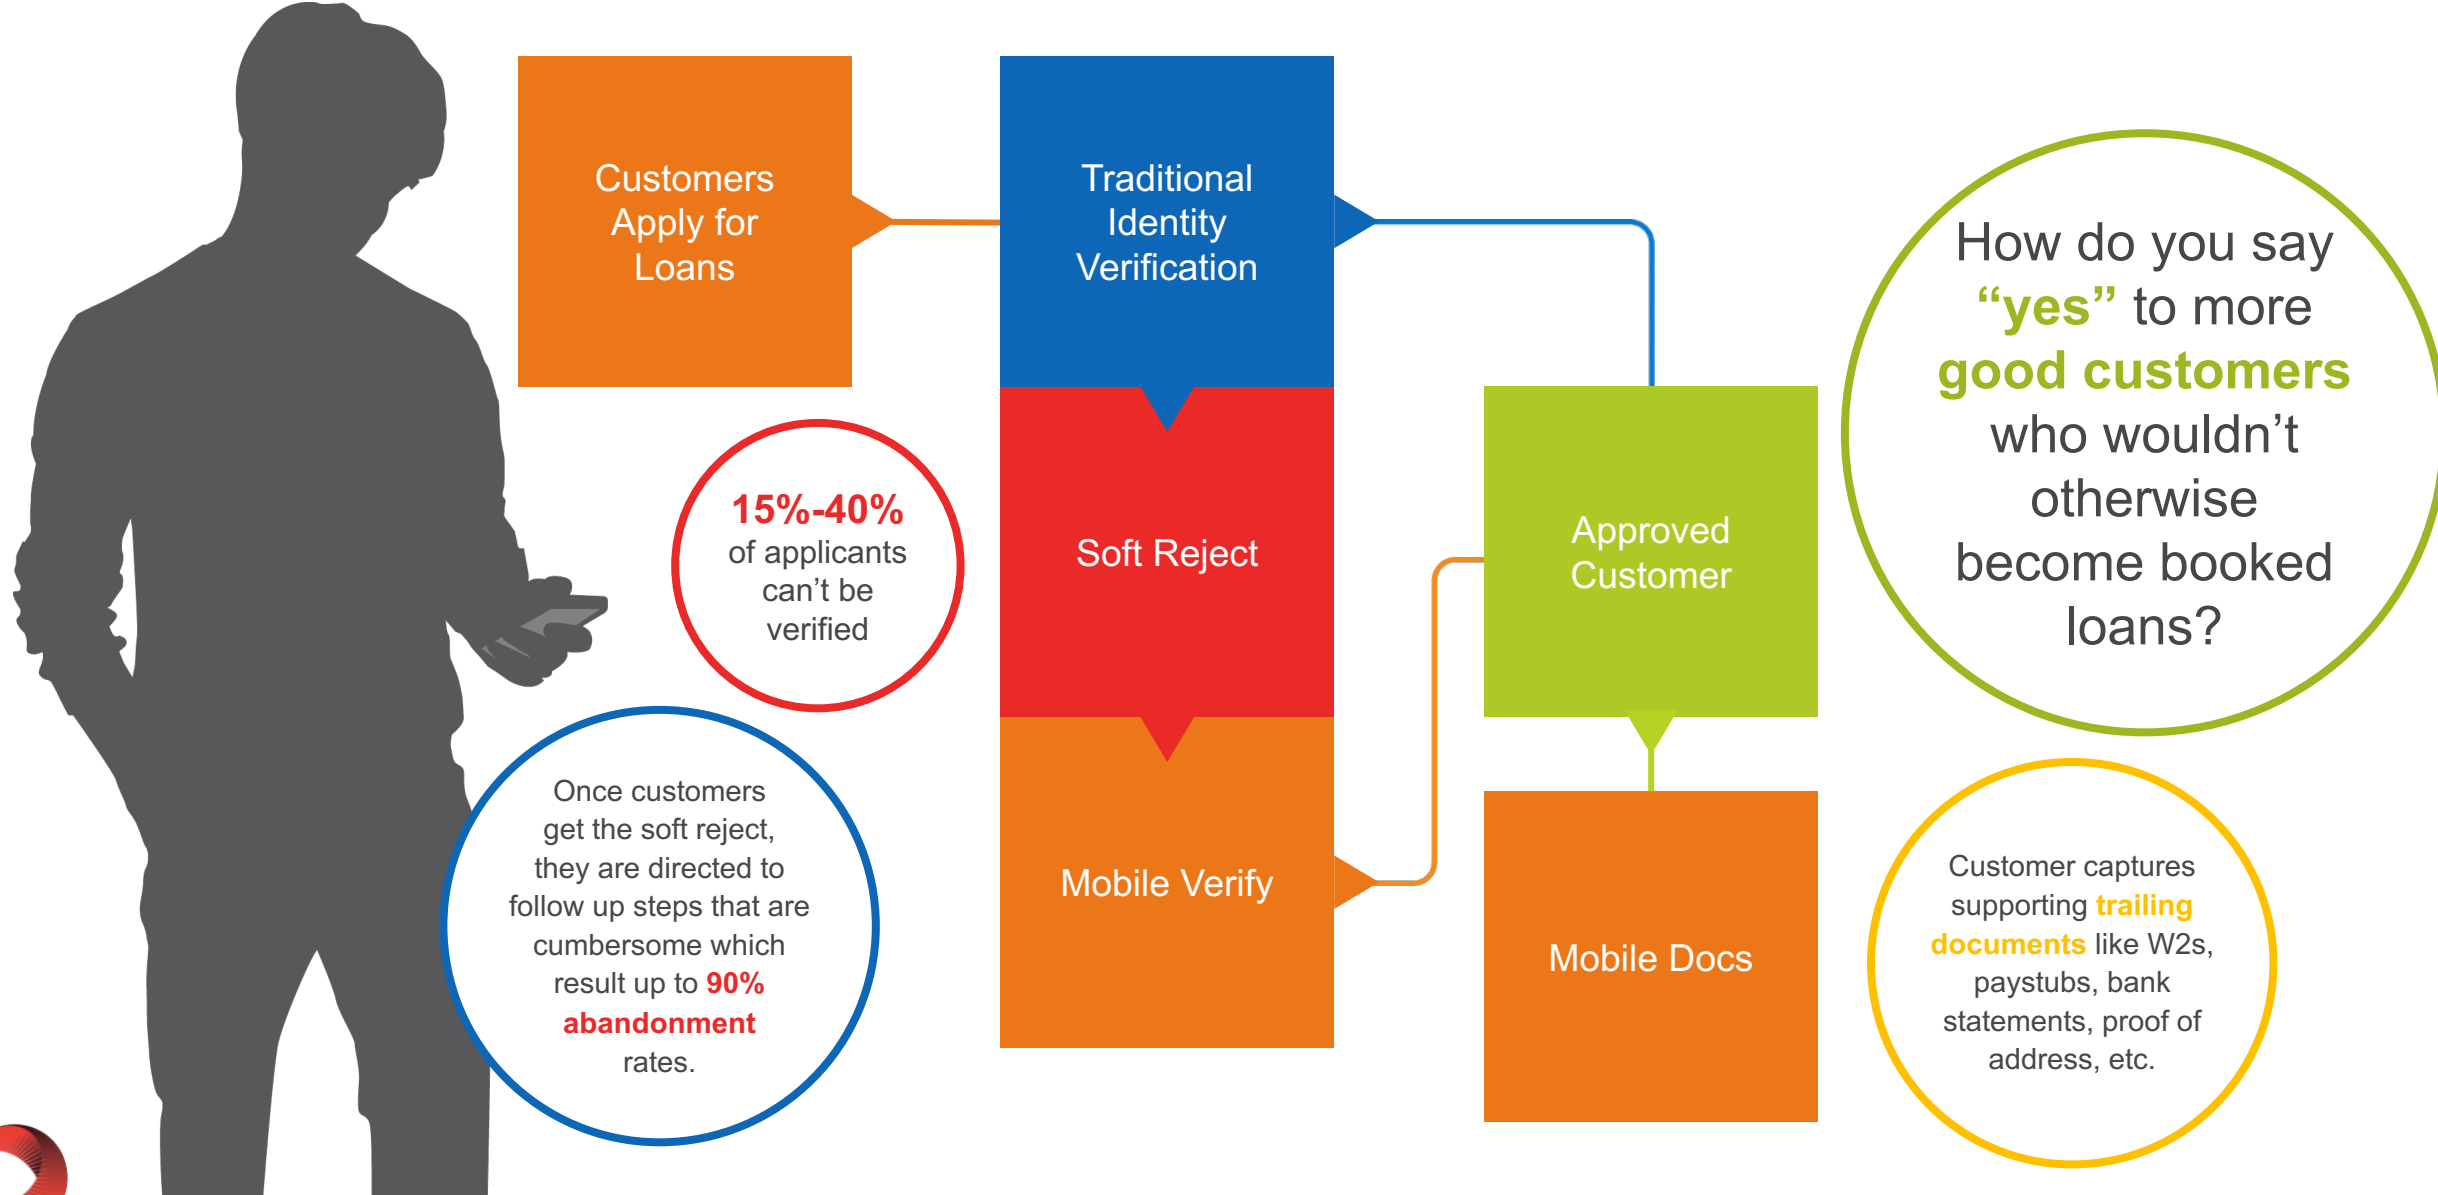 Customers
Apply for
Loans
Traditional
Identity
Verification
Soft Reject
Mobile Verify
Approved
Customer
Mobile Docs
15%-40%
of applicants
can’t be
verified
Once customers
get the soft reject,
they are directed to
follow up steps that are
cumbersome which
result up to 90%
abandonment
rates.
How do you say
“yes” to more
good customers
who wouldn’t
otherwise
become booked
loans?
Customer captures
supporting trailing
documents like W2s,
paystubs, bank
statements, proof of
address, etc.